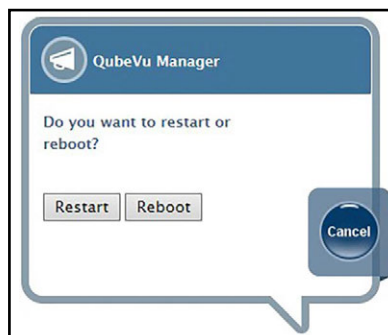 QubeVu Manager
Do you want to restart or
reboot?
Restart Reboot
Cancel